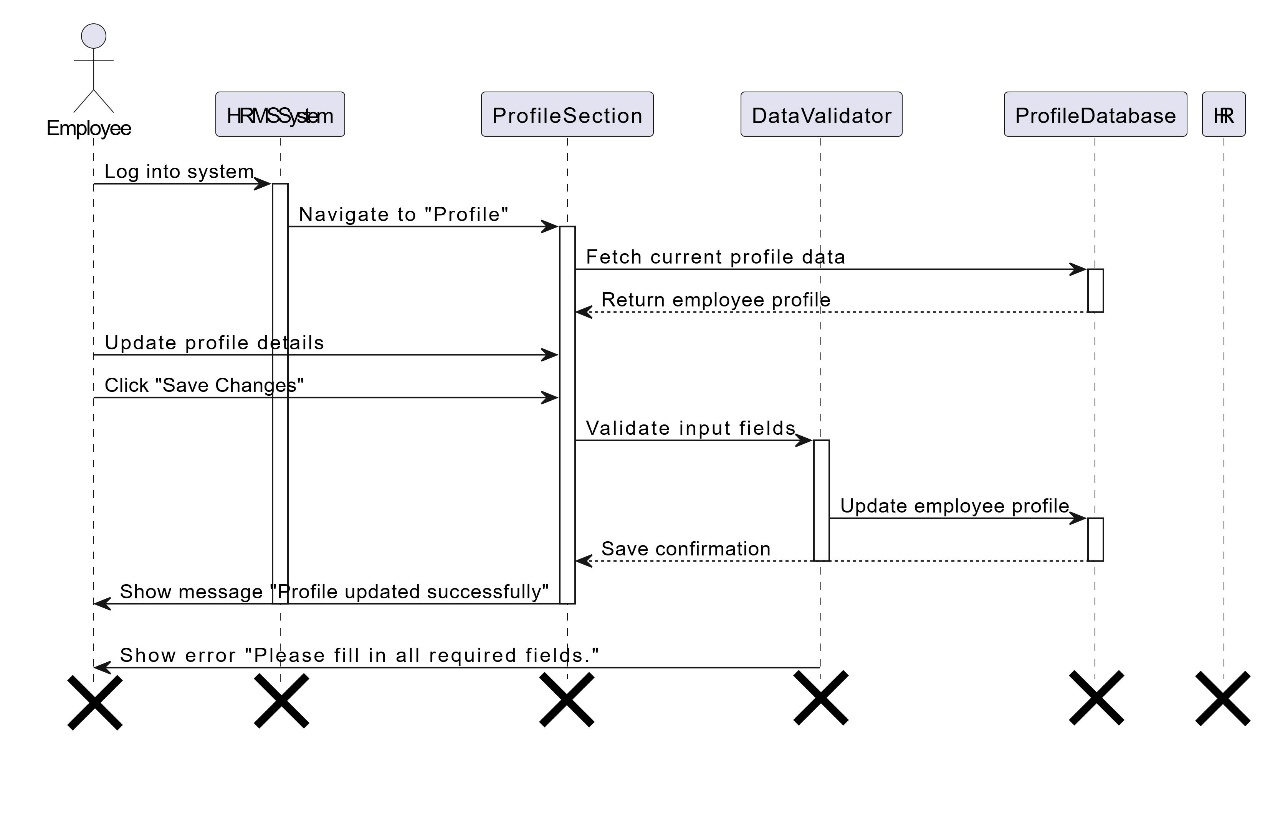 Employee
HRMSSystem
ProfileSection
DataValidator
ProfileDatabase
HR
Log into system
Navigate to "Profile"
Fetch current profile data
Return employee profile
Update profile details
Click "Save Changes"
Validate input fields
Update employee profile
Save confirmation
Show message "Profile updated successfully"
Show error "Please fill in all required fields."